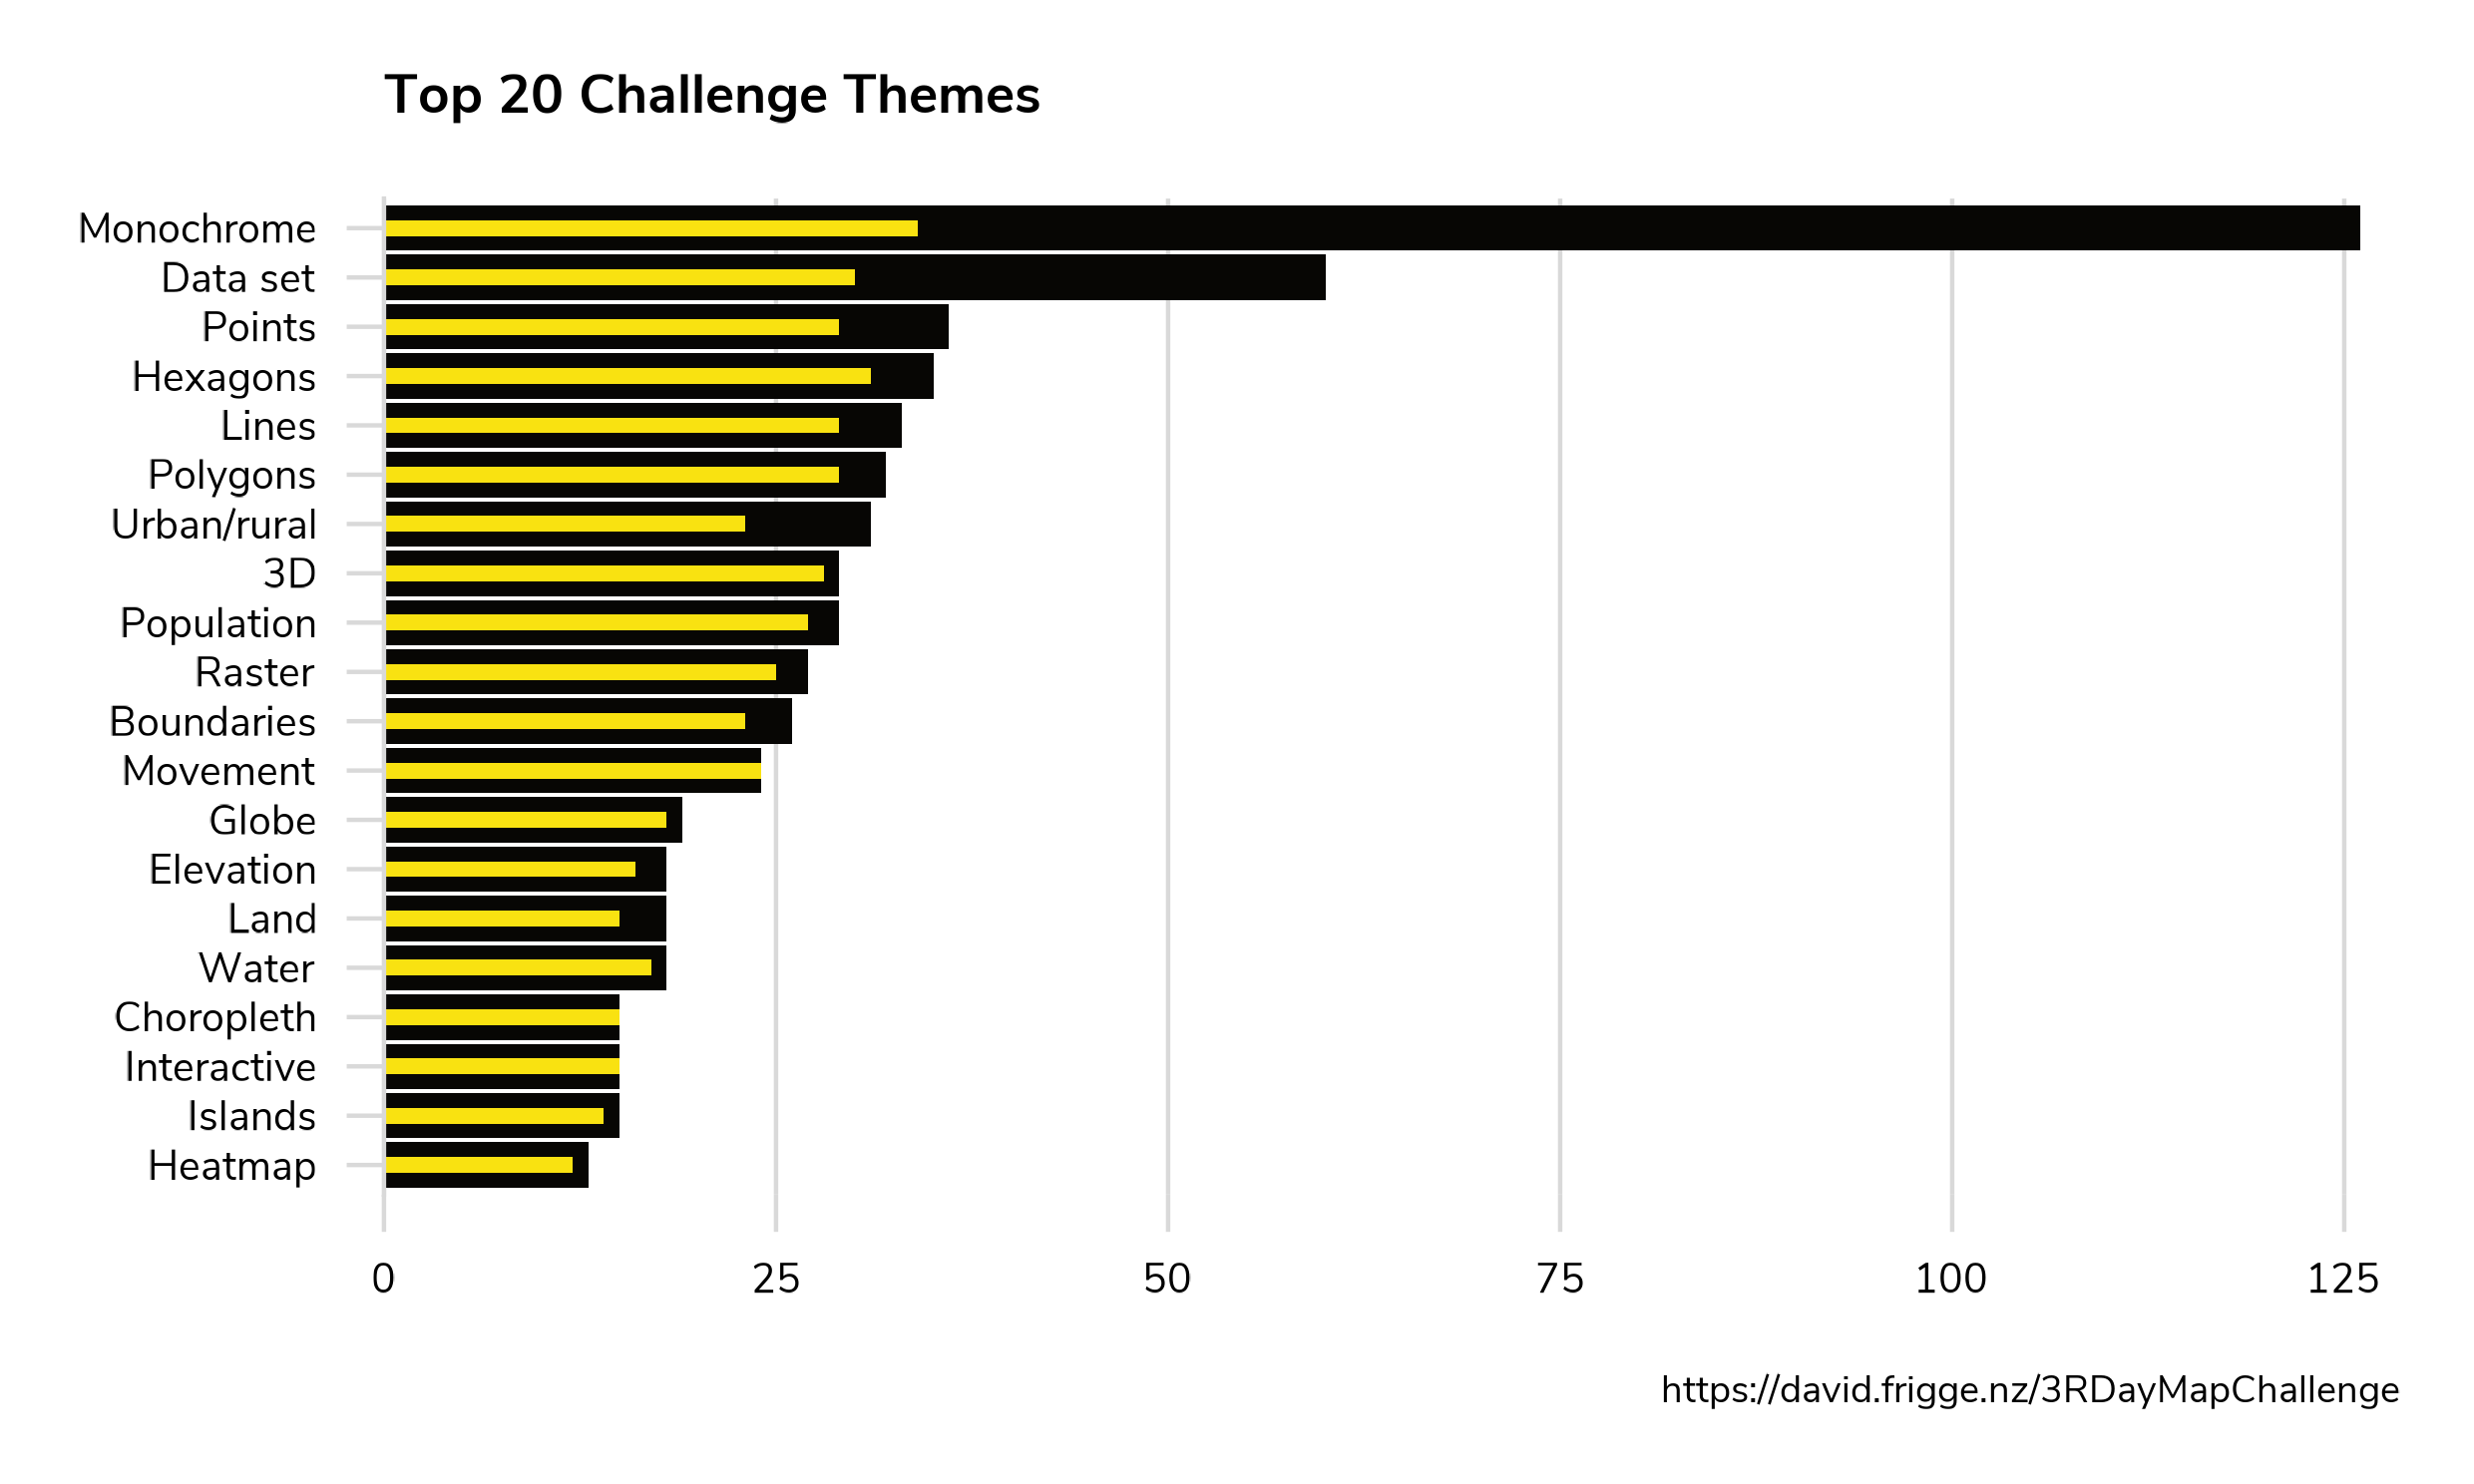 Top 20 Challenge Themes
Monochrome
Data set
Points
Hexagons
Lines
Polygons
Urban/rural
3D
Population
Raster
Boundaries
Movement
Globe
Elevation
Land
Water
Choropleth
Interactive
Islands
Heatmap
0 25 50 75 100 125
https://david.frigge.nz/3RDayMapChallenge